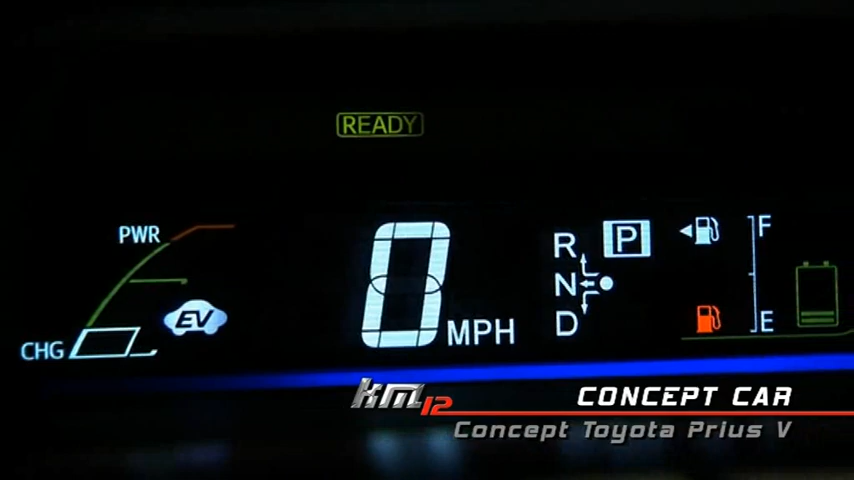 READY
PWR
CHG
EV
0 MPH
R
N
D
P
F
E
km12
CONCEPT CAR
Concept Toyota Prius V